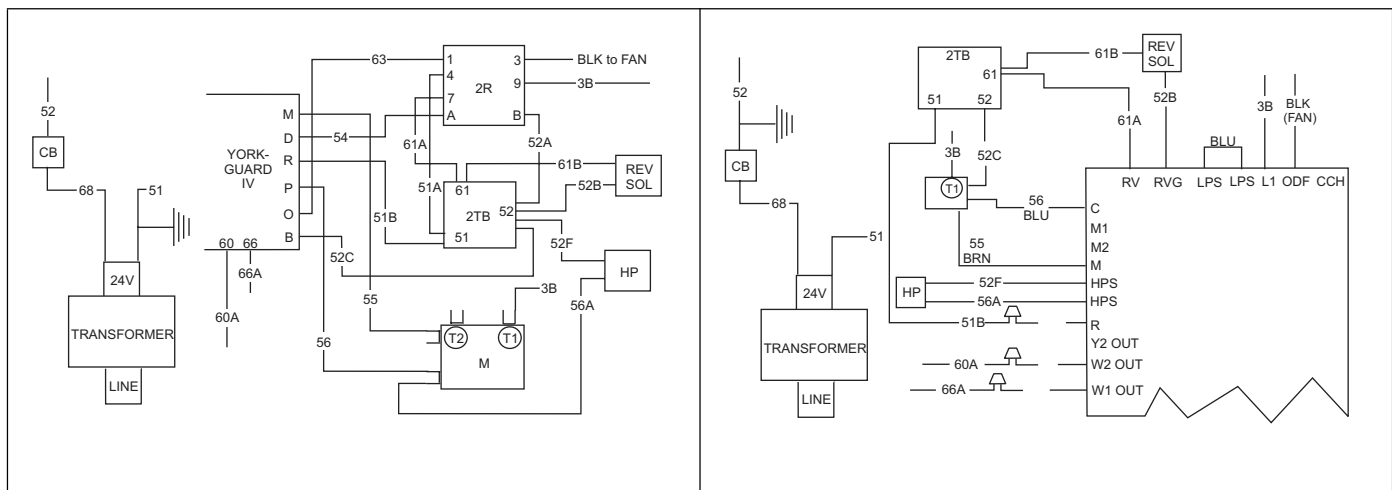 52
CB
68
51
24V
TRANSFORMER
LINE
YORK-
GUARD
IV
M
D
R
P
O
B
60 66
66A
60A
63
54
1
4
7
A
2R
3
9
B
BLK to FAN
3B
61A
51A
52A
61B
REV
SOL
52B
61
52
2TB
51
51B
52C
52F
HP
56A
55
56
3B
T2
T1
M
52
CB
68
51
24V
TRANSFORMER
LINE
2TB
61
51
52
61B
REV
SOL
61A
52B
3B
BLK
(FAN)
BLU
3B
52C
T1
RV
RVG
LPS
LPS
L1
ODF
CCH
56
BLU
C
M1
M2
55
BRN
M
HP
52F
HPS
56A
HPS
51B
R
Y2 OUT
60A
W2 OUT
66A
W1 OUT